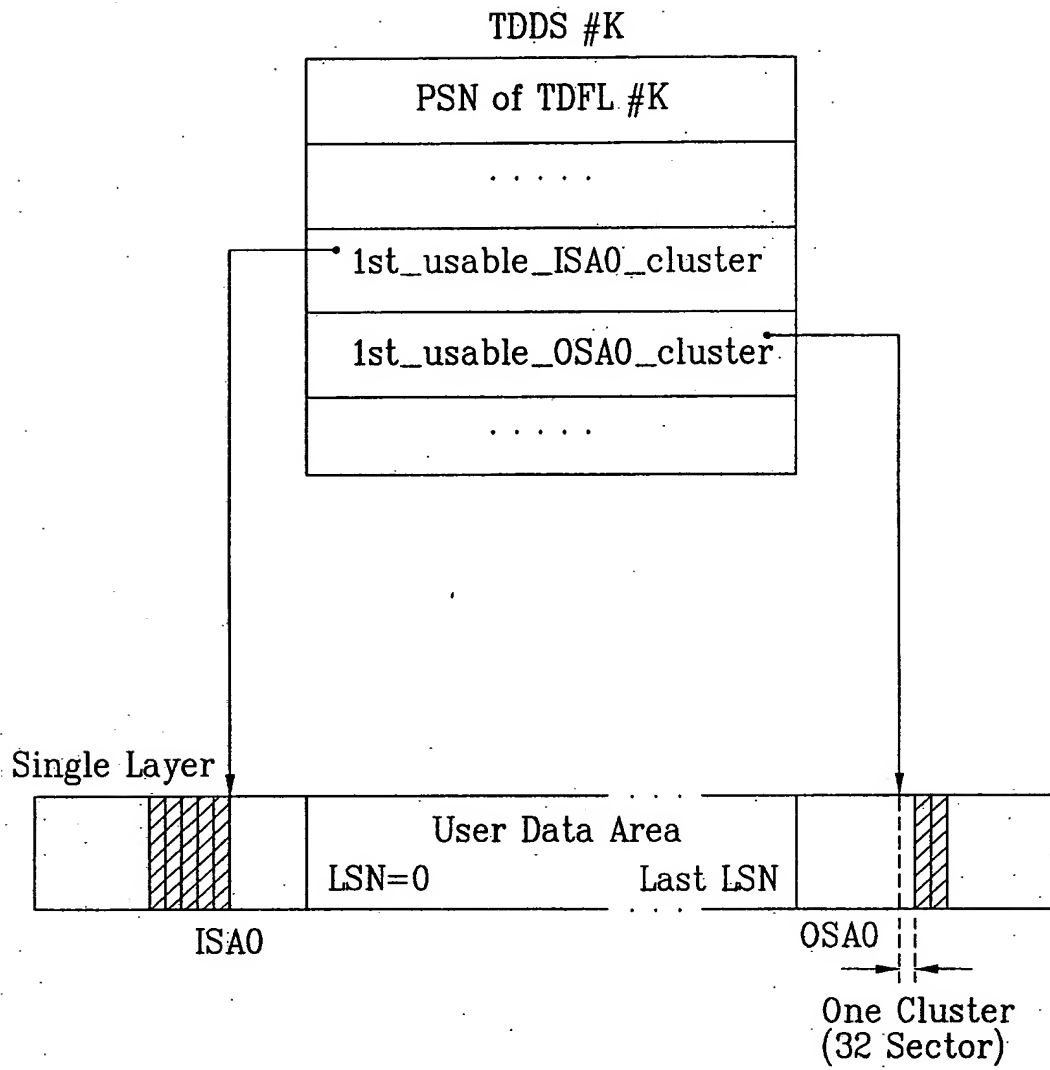 TDDS #K
PSN of TDFL #K
. . . . .
1st_usable_ISA0_cluster
1st_usable_OSA0_cluster
. . . . .
Single Layer
. . .
User Data Area
LSN=0
Last LSN
. . .
ISA0
OSA0
One Cluster
(32 Sector)